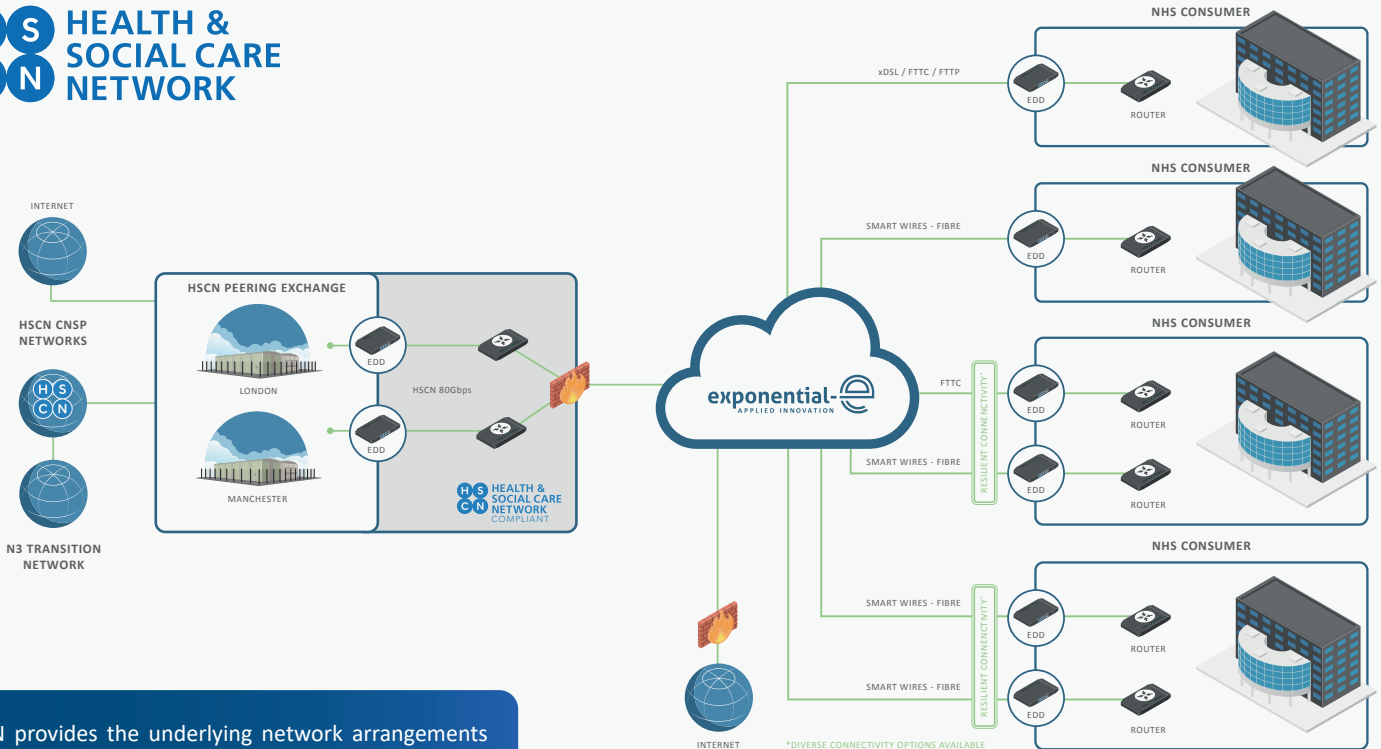 S
N
HEALTH &
SOCIAL CARE
NETWORK
INTERNET
HSCN CNSP
NETWORKS
H S
C N
N3 TRANSITION
NETWORK
HSCN PEERING EXCHANGE
LONDON
MANCHESTER
EDD
EDD
HSCN 80Gbps
H S
C N
HEALTH &
SOCIAL CARE
NETWORK
COMPLIANT
exponential-e
APPLIED INNOVATION
INTERNET
xDSL / FTTC / FTTP
NHS CONSUMER
EDD
ROUTER
SMART WIRES - FIBRE
NHS CONSUMER
EDD
ROUTER
NHS CONSUMER
FTTC
SMART WIRES - FIBRE
RESILIENT CONNENCTIVITY*
EDD
ROUTER
EDD
ROUTER
NHS CONSUMER
SMART WIRES - FIBRE
SMART WIRES - FIBRE
RESILIENT CONNENCTIVITY*
EDD
ROUTER
EDD
ROUTER
*DIVERSE CONNECTIVITY OPTIONS AVAILABLE
N provides the underlying network arrangements